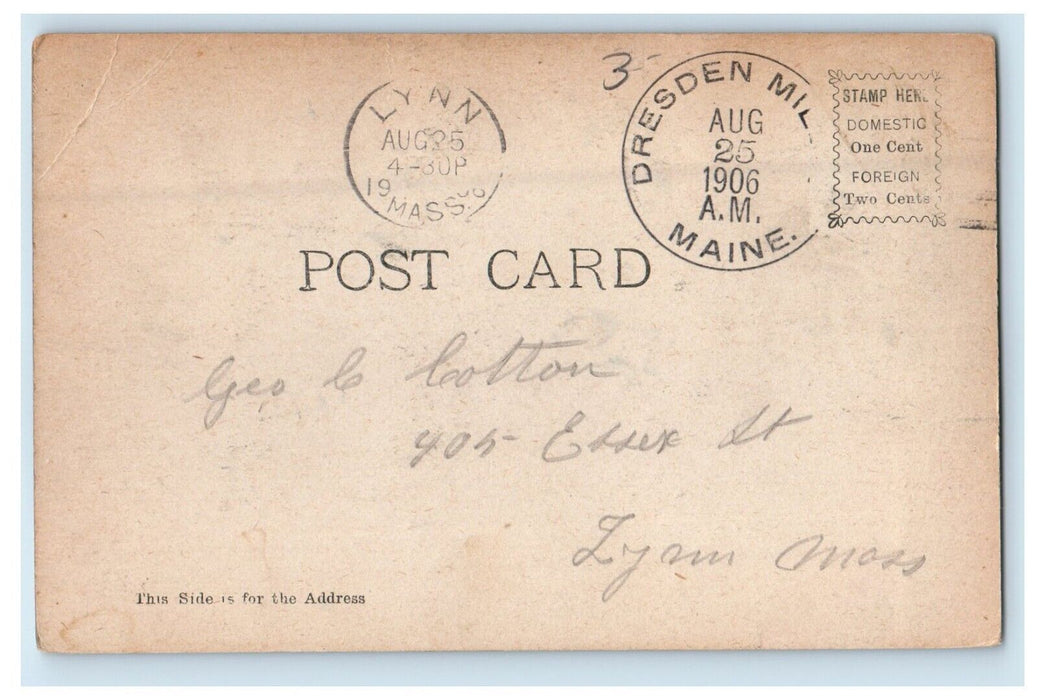 3-
LYNN
AUG 25
4-30P
19 06
MASS.
DRESDEN MIL
AUG
25
1906
A.M.
MAINE.
STAMP HERE
DOMESTIC
One Cent
FOREIGN
Two Cents
POST CARD
Geo C Cotton
405 Essex St
Lynn Mass
This Side is for the Address